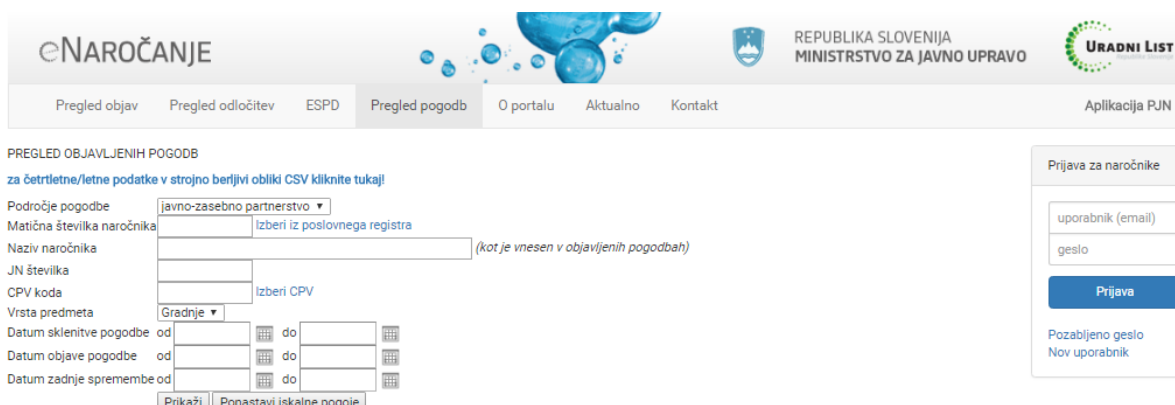 eNAROČANJE
REPUBLIKA SLOVENIJA
MINISTRSTVO ZA JAVNO UPRAVO
URADNI LIST
Pregled objav Pregled odločitev ESPD Pregled pogodb O portalu Aktualno Kontakt Aplikacija PJN
PREGLED OBJAVLJENIH POGODB
za četrtletne/letne podatke v strojno berljivi obliki CSV kliknite tukaj!
Področje pogodbe javno-zasebno partnerstvo
Matična številka naročnika Izberi iz poslovnega registra
Naziv naročnika (kot je vnesen v objavljenih pogodbah)
JN številka
CPV koda Izberi CPV
Vrsta predmeta Gradnje
Datum sklenitve pogodbe od do
Datum objave pogodbe od do
Datum zadnje spremembe od do
Prikaži Ponastavi iskalne pogoje
Prijava za naročnike
uporabnik (email)
geslo
Prijava
Pozabljeno geslo
Nov uporabnik